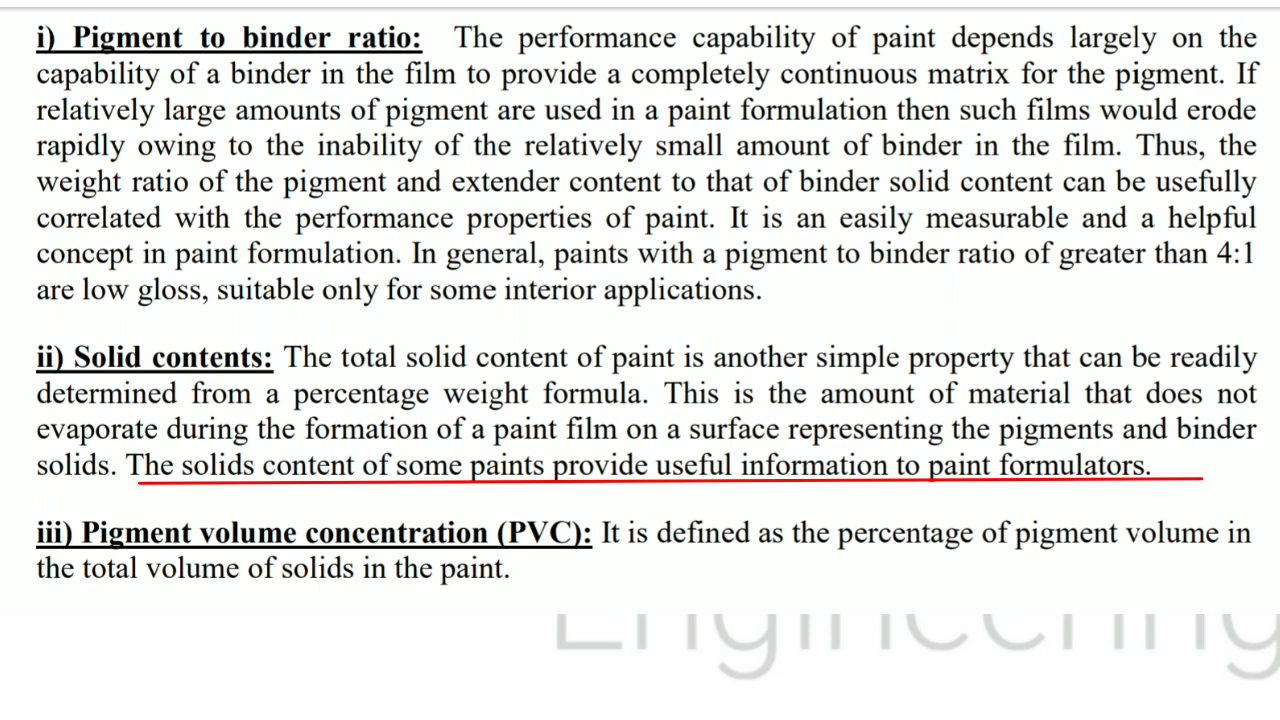 i) Pigment to binder ratio: The performance capability of paint depends largely on the
capability of a binder in the film to provide a completely continuous matrix for the pigment. If
relatively large amounts of pigment are used in a paint formulation then such films would erode
rapidly owing to the inability of the relatively small amount of binder in the film. Thus, the
weight ratio of the pigment and extender content to that of binder solid content can be usefully
correlated with the performance properties of paint. It is an easily measurable and a helpful
concept in paint formulation. In general, paints with a pigment to binder ratio of greater than 4:1
are low gloss, suitable only for some interior applications.
ii) Solid contents: The total solid content of paint is another simple property that can be readily
determined from a percentage weight formula. This is the amount of material that does not
evaporate during the formation of a paint film on a surface representing the pigments and binder
solids. The solids content of some paints provide useful information to paint formulators.
iii) Pigment volume concentration (PVC): It is defined as the percentage of pigment volume in
the total volume of solids in the paint.
Engineering